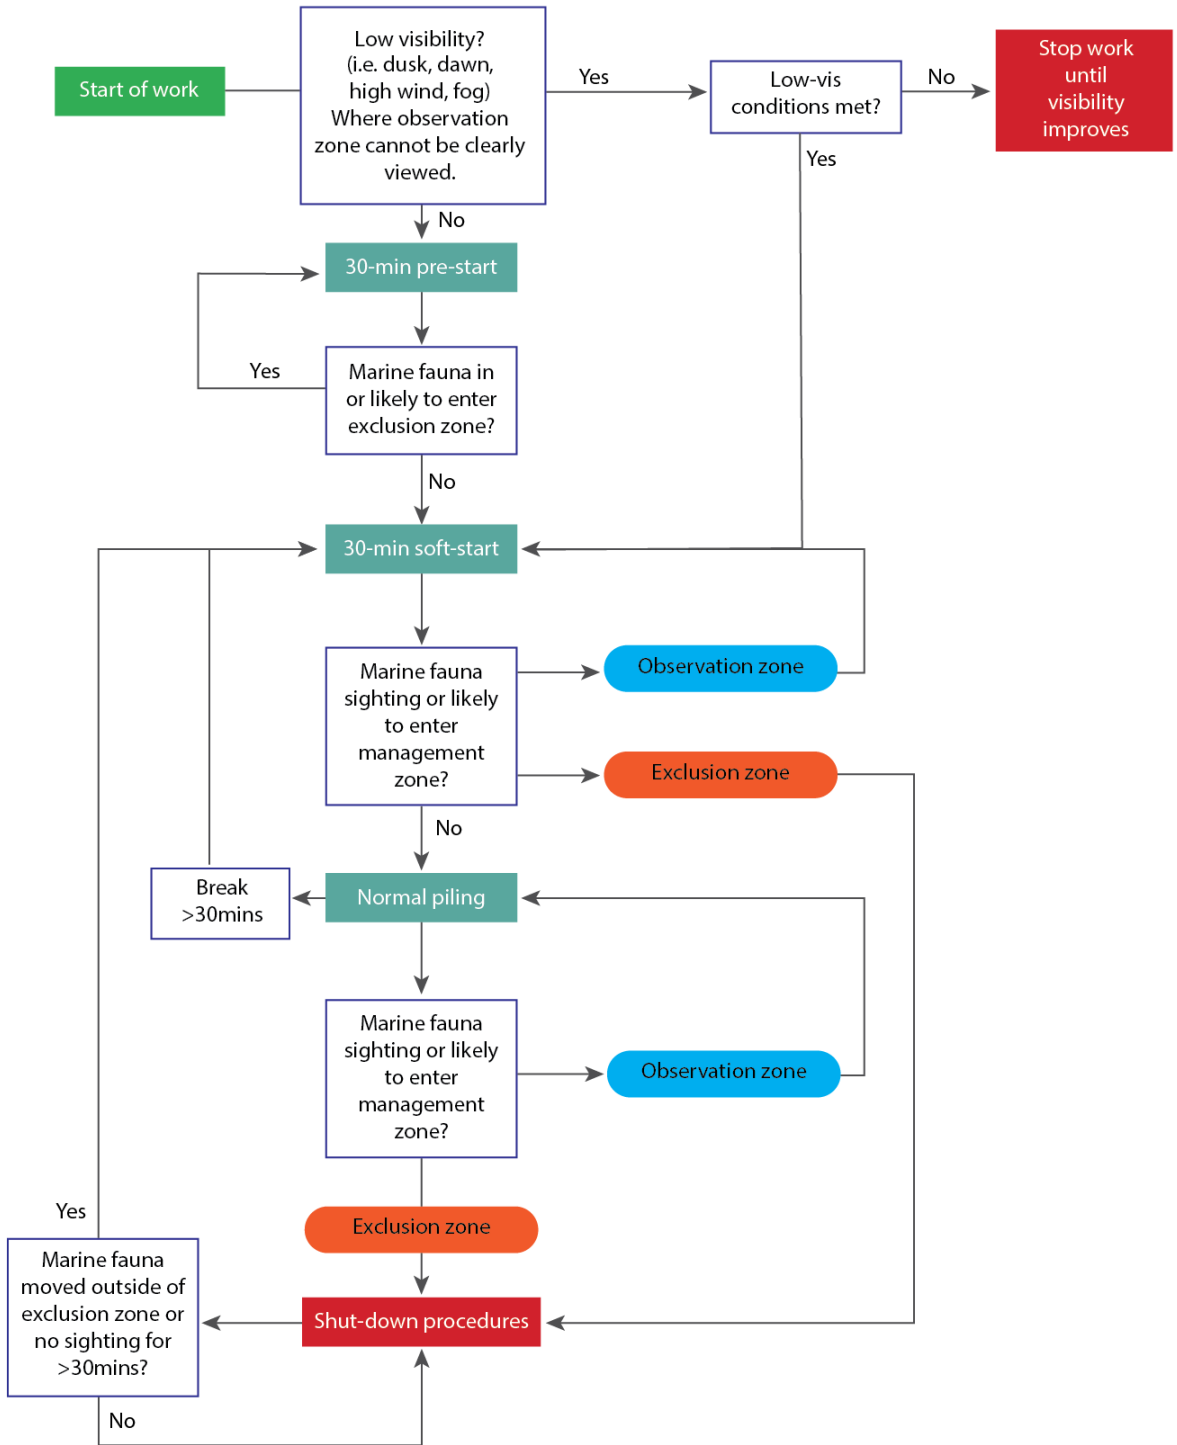 Start of work
Low visibility?
(i.e. dusk, dawn,
high wind, fog)
Where observation
zone cannot be clearly
viewed.
Yes
Low-vis
conditions met?
No
Stop work
until
visibility
improves
Yes
No
30-min pre-start
Yes
Marine fauna in
or likely to enter
exclusion zone?
No
30-min soft-start
Marine fauna
sighting or likely
to enter
management
zone?
Observation zone
Exclusion zone
No
Break
>30mins
Normal piling
Marine fauna
sighting or likely
to enter
management
zone?
Observation zone
Exclusion zone
Yes
Marine fauna
moved outside of
exclusion zone or
no sighting for
>30mins?
Shut-down procedures
No